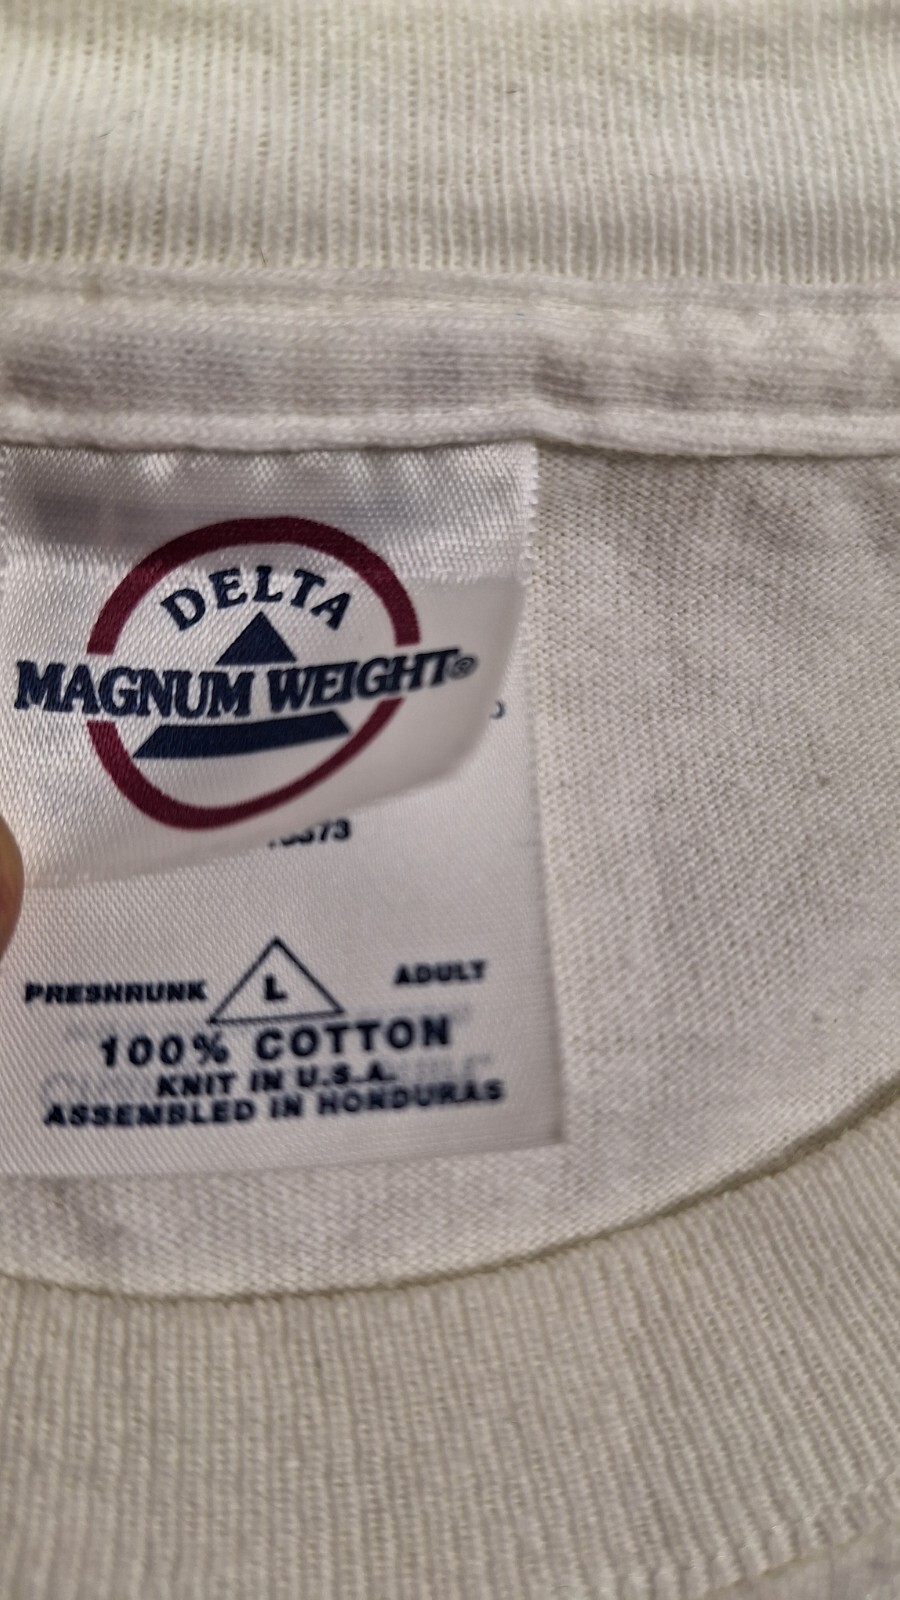 DELTA
MAGNUM WEIGHT®
PRESHRUNK L ADULT
100% COTTON
KNIT IN U.S.A.
ASSEMBLED IN HONDURAS